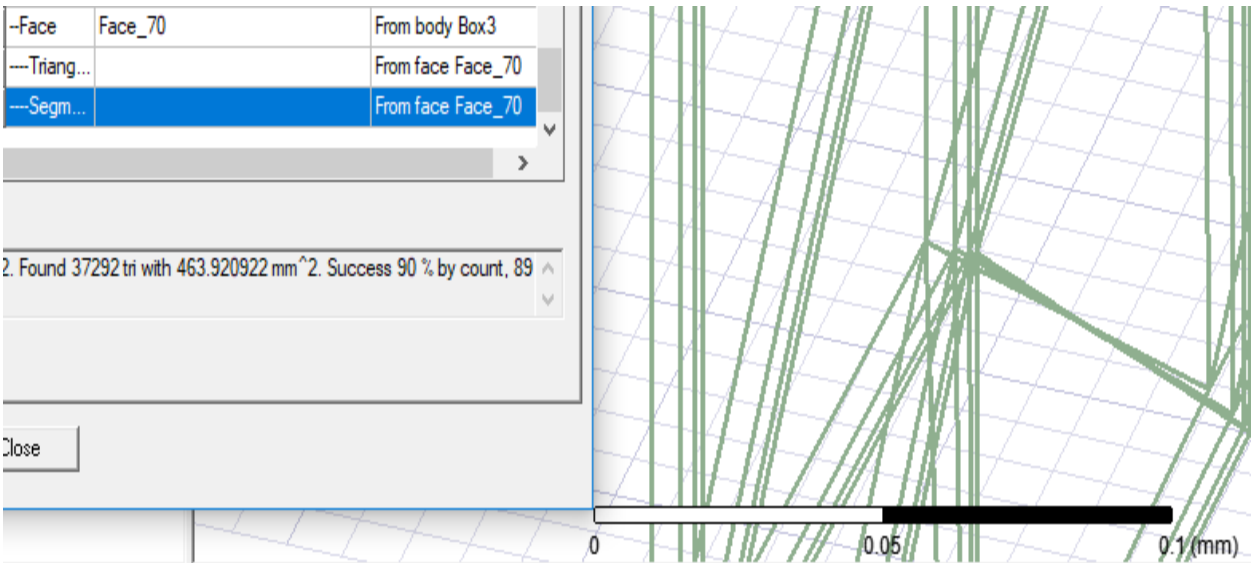 --Face Face_70 From body Box3
----Triang... From face Face_70
----Segm... From face Face_70
2. Found 37292 tri with 463.920922 mm^2. Success 90 % by count, 89
Close
0 0.05 0.1 (mm)